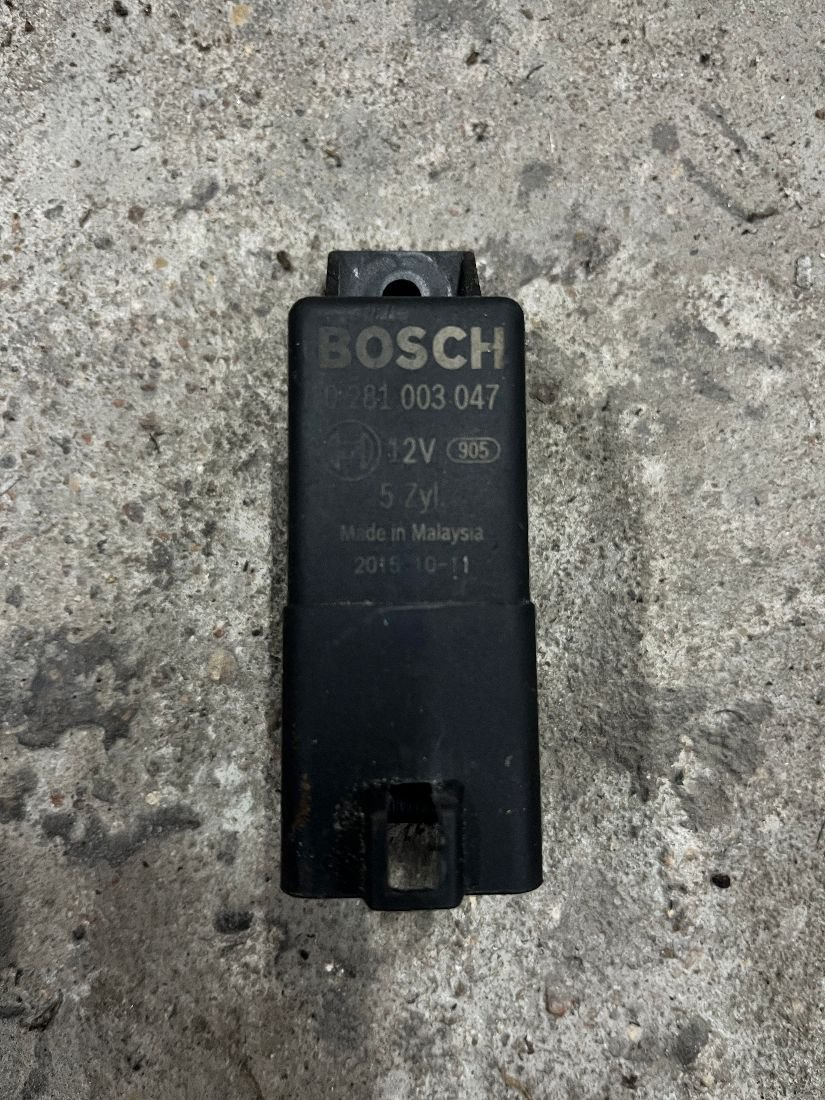 BOSCH
0 281 003 047
12V 905
5 Zyl.
Made in Malaysia
2015-10-11